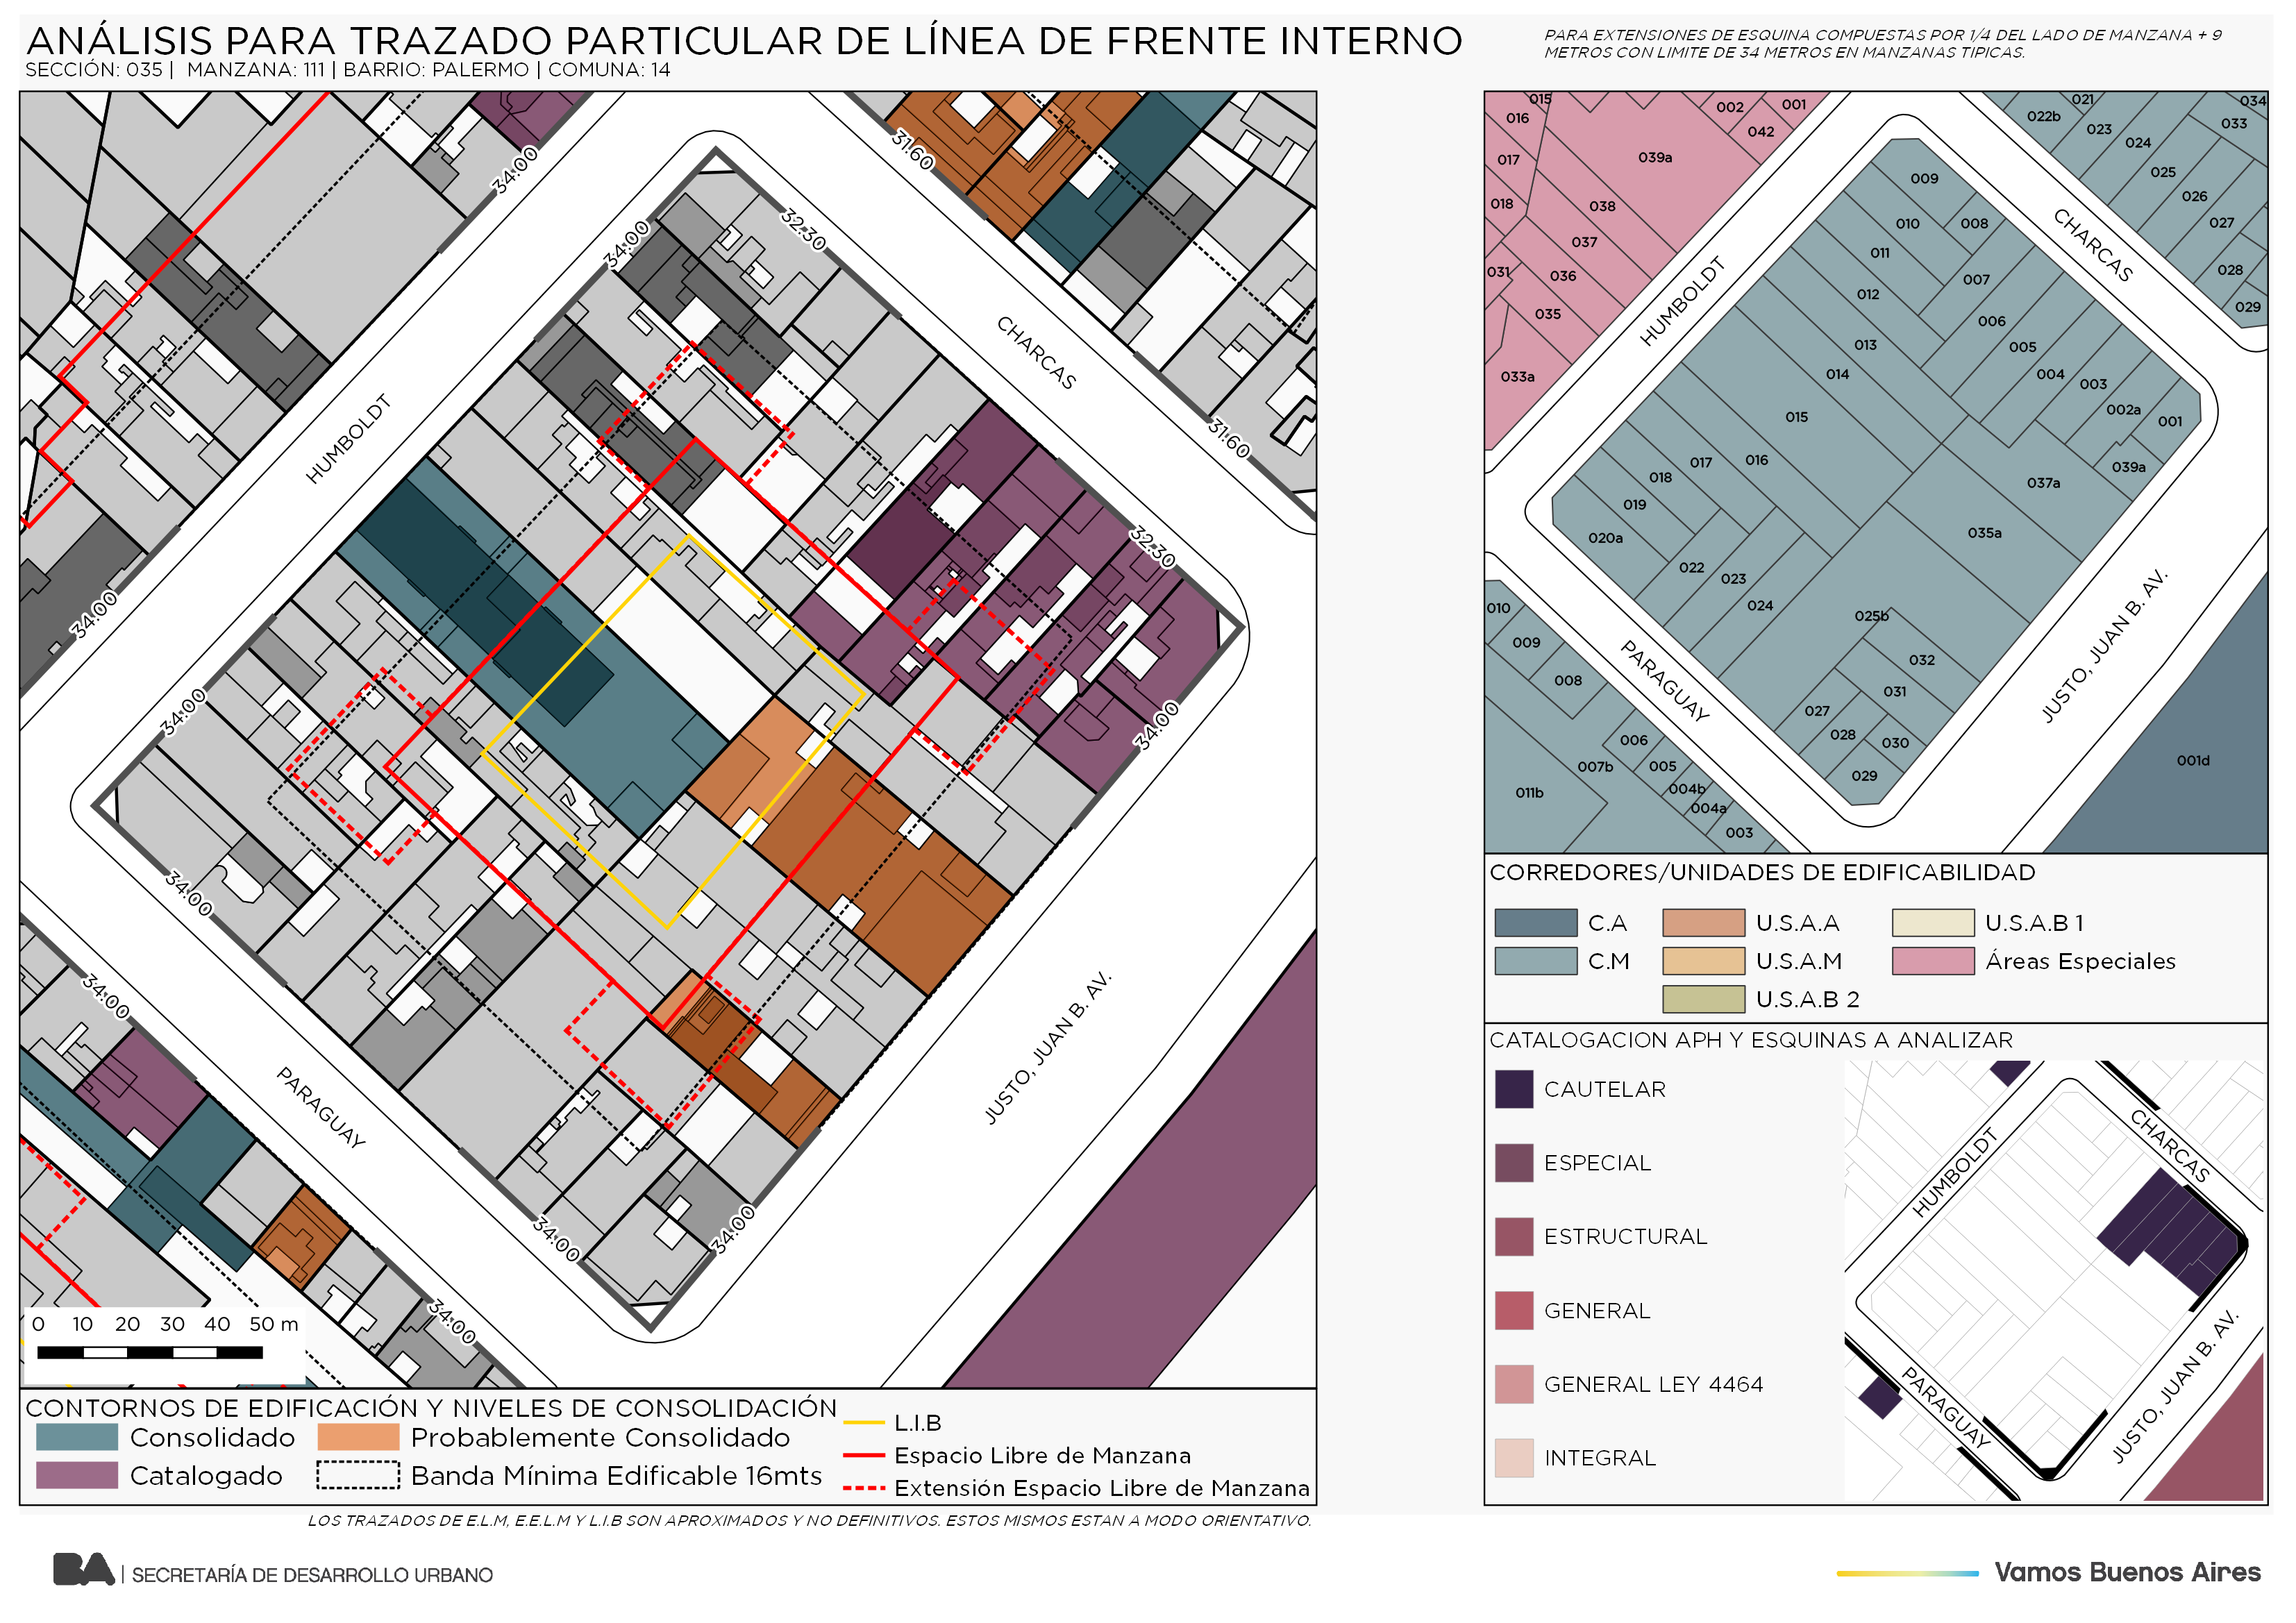 ANÁLISIS PARA TRAZADO PARTICULAR DE LÍNEA DE FRENTE INTERNO
SECCIÓN: 035 | MANZANA: 111 | BARRIO: PALERMO | COMUNA: 14
PARA EXTENSIONES DE ESQUINA COMPUESTAS POR 1/4 DEL LADO DE MANZANA + 9
METROS CON LIMITE DE 34 METROS EN MANZANAS TIPICAS.
34.00
31.60
34.00
32.30
CHARCAS
HUMBOLDT
31.60
32.30
34.00
34.00
34.00
34.00
34.00
PARAGUAY
JUSTO, JUAN B. AV.
34.00
34.00
34.00
0 10 20 30 40 50 m
CONTORNOS DE EDIFICACIÓN Y NIVELES DE CONSOLIDACIÓN
Consolidado
Probablemente Consolidado
Catalogado
Banda Mínima Edificable 16mts
L.I.B
Espacio Libre de Manzana
Extensión Espacio Libre de Manzana
LOS TRAZADOS DE E.L.M, E.E.L.M Y L.I.B SON APROXIMADOS Y NO DEFINITIVOS. ESTOS MISMOS ESTAN A MODO ORIENTATIVO.
015
016
017
018
031
039a
002
001
042
038
037
036
035
033a
021
022b
023
024
025
026
027
028
029
033
034
HUMBOLDT
CHARCAS
009
008
010
011
007
012
006
013
005
014
004
003
002a
001
015
039a
037a
016
017
018
019
020a
035a
022
023
024
025b
032
031
027
028
030
029
PARAGUAY
JUSTO, JUAN B. AV.
010
009
008
006
007b
005
004b
004a
003
011b
001d
CORREDORES/UNIDADES DE EDIFICABILIDAD
C.A
U.S.A.A
U.S.A.B 1
C.M
U.S.A.M
Áreas Especiales
U.S.A.B 2
CATALOGACION APH Y ESQUINAS A ANALIZAR
CAUTELAR
ESPECIAL
ESTRUCTURAL
GENERAL
GENERAL LEY 4464
INTEGRAL
HUMBOLDT
CHARCAS
PARAGUAY
JUSTO, JUAN B. AV.
BA | SECRETARÍA DE DESARROLLO URBANO
Vamos Buenos Aires